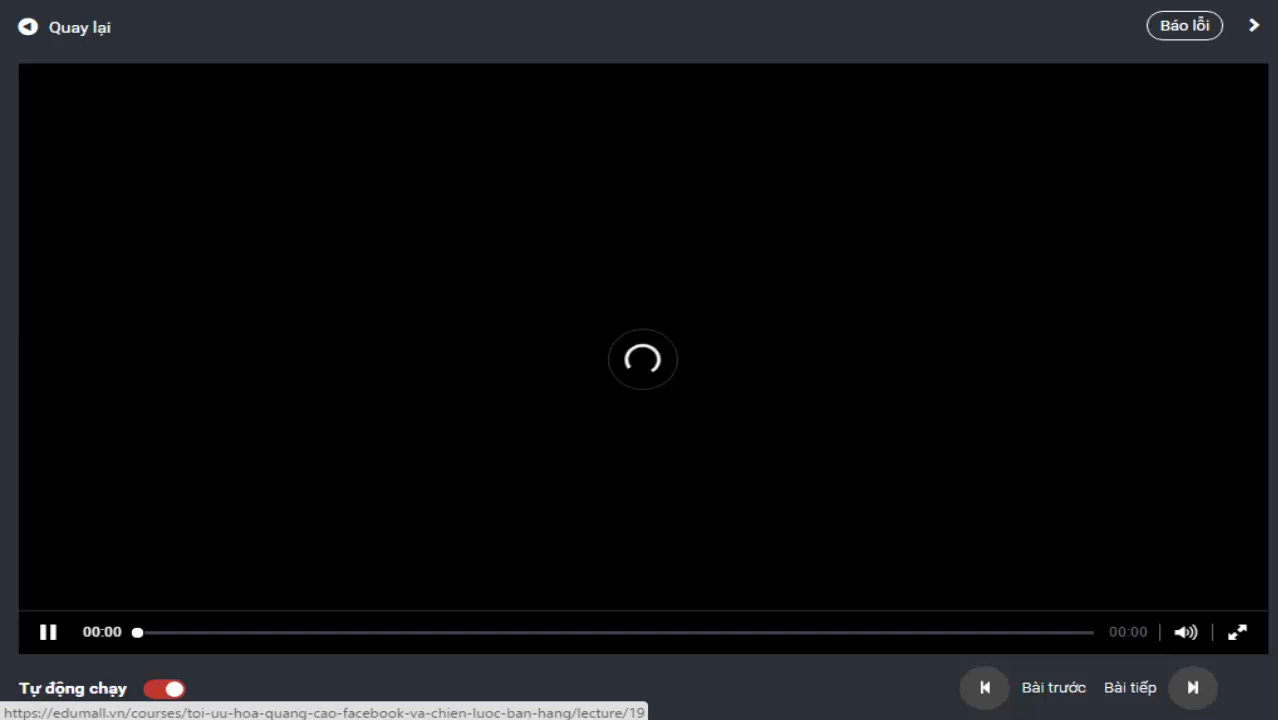 Quay lại
Báo lỗi
00:00
00:00
Tự động chạy
Bài trước
Bài tiếp
https://edumall.vn/courses/toi-uu-hoa-quang-cao-facebook-va-chien-luoc-ban-hang/lecture/19